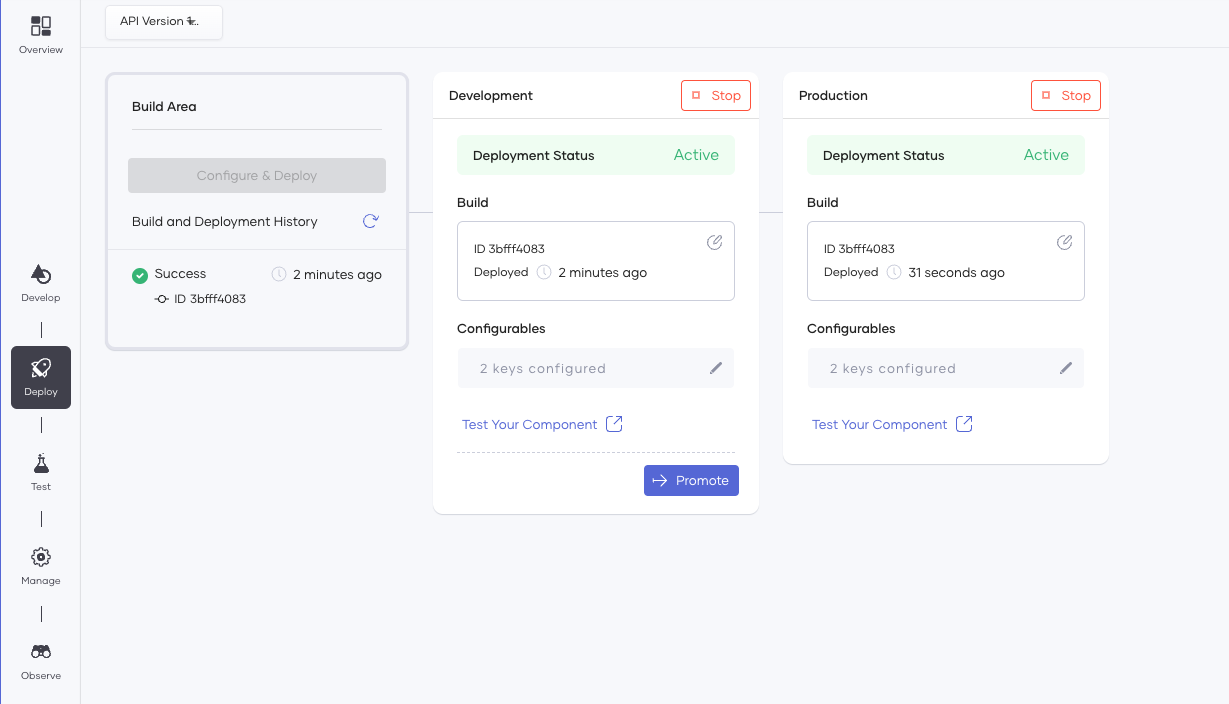 Overview
API Version
Build Area
Configure & Deploy
Build and Deployment History
Success
2 minutes ago
ID 3bfff4083
Development
Stop
Deployment Status
Active
Build
ID 3bfff4083
Deployed
2 minutes ago
Configurables
2 keys configured
Test Your Component
Promote
Production
Stop
Deployment Status
Active
Build
ID 3bfff4083
Deployed
31 seconds ago
Configurables
2 keys configured
Test Your Component
Develop
Deploy
Test
Manage
Observe